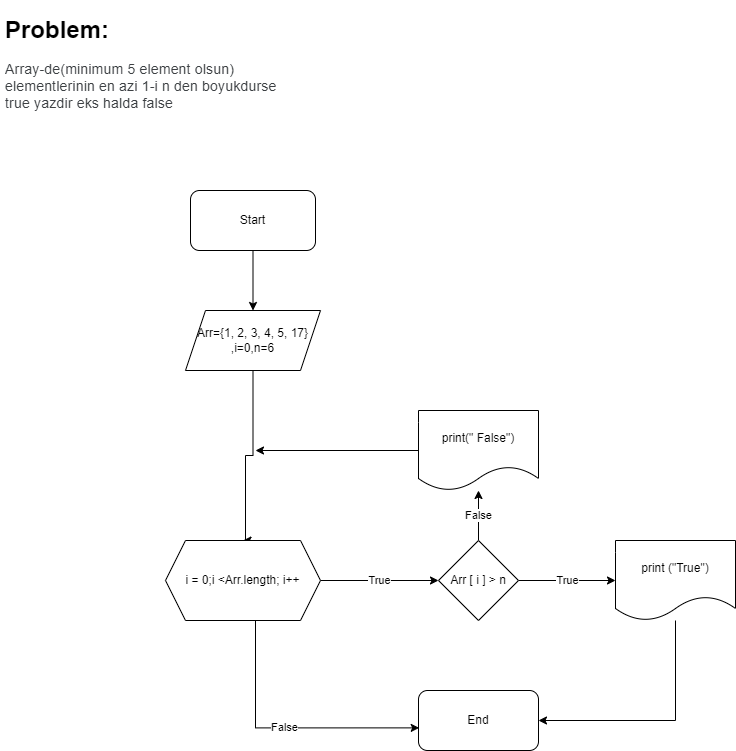 Problem:
Array-de(minimum 5 element olsun)
elementlerinin en azi 1-i n den boyukdurse
true yazdir eks halda false
Start
Arr={1, 2, 3, 4, 5, 17}
,i=0,n=6
print(" False")
False
i = 0;i <Arr.length; i++
True
Arr [ i ] > n
True
print ("True")
End
False